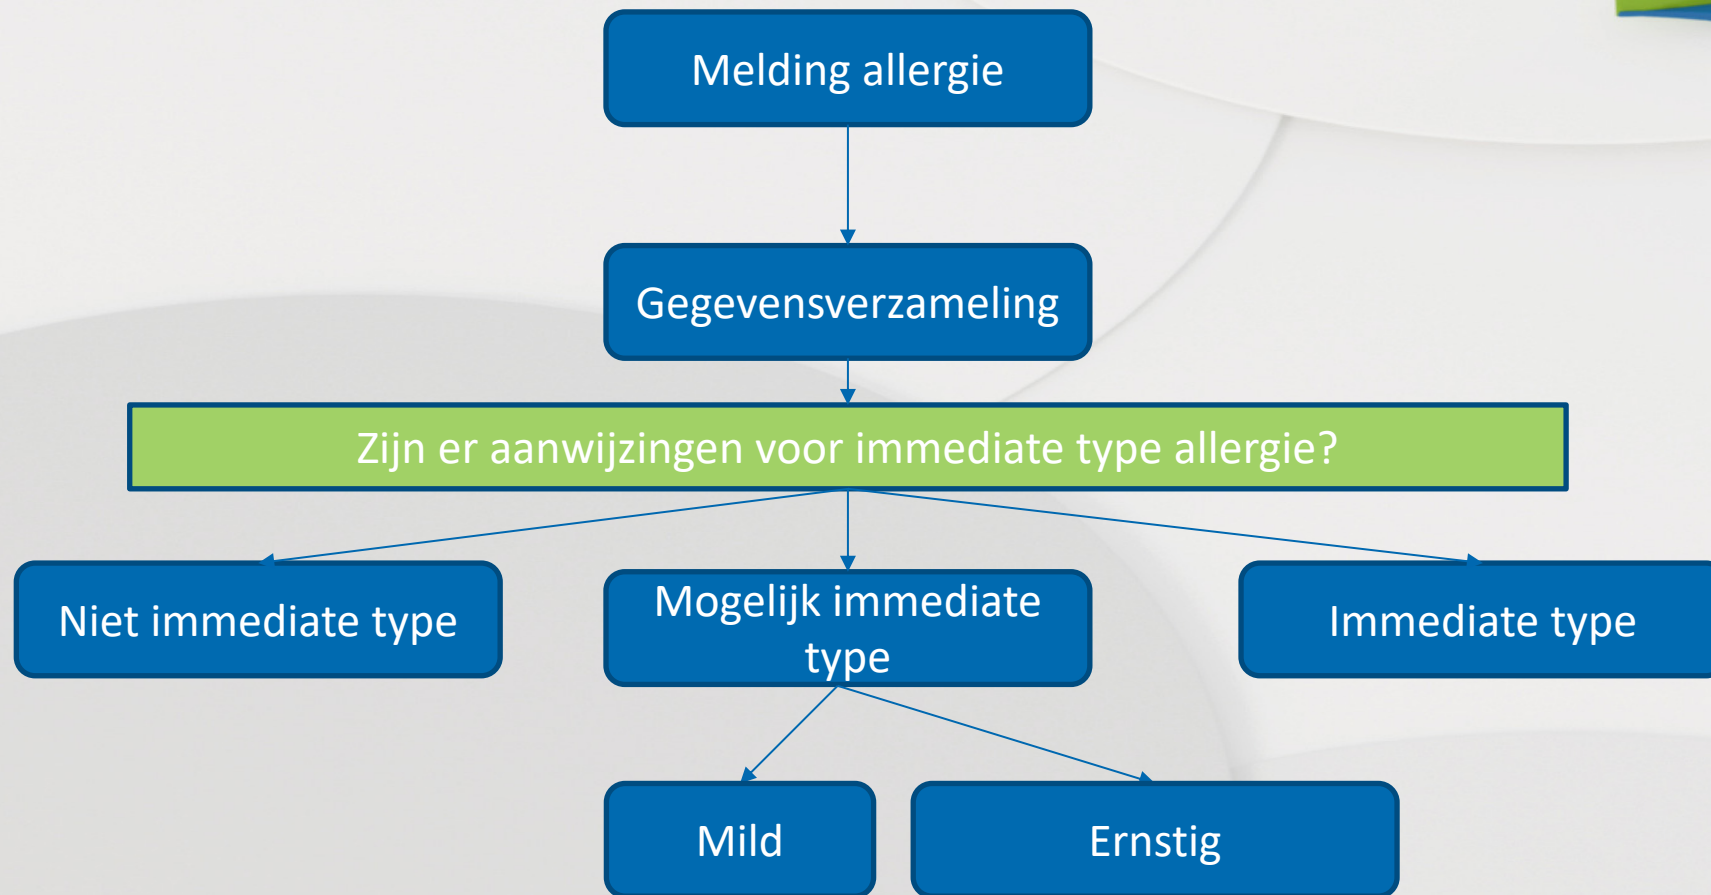 Melding allergie
Gegevensverzameling
Zijn er aanwijzingen voor immediate type allergie?
Niet immediate type
Mogelijk immediate
type
Immediate type
Mild
Ernstig